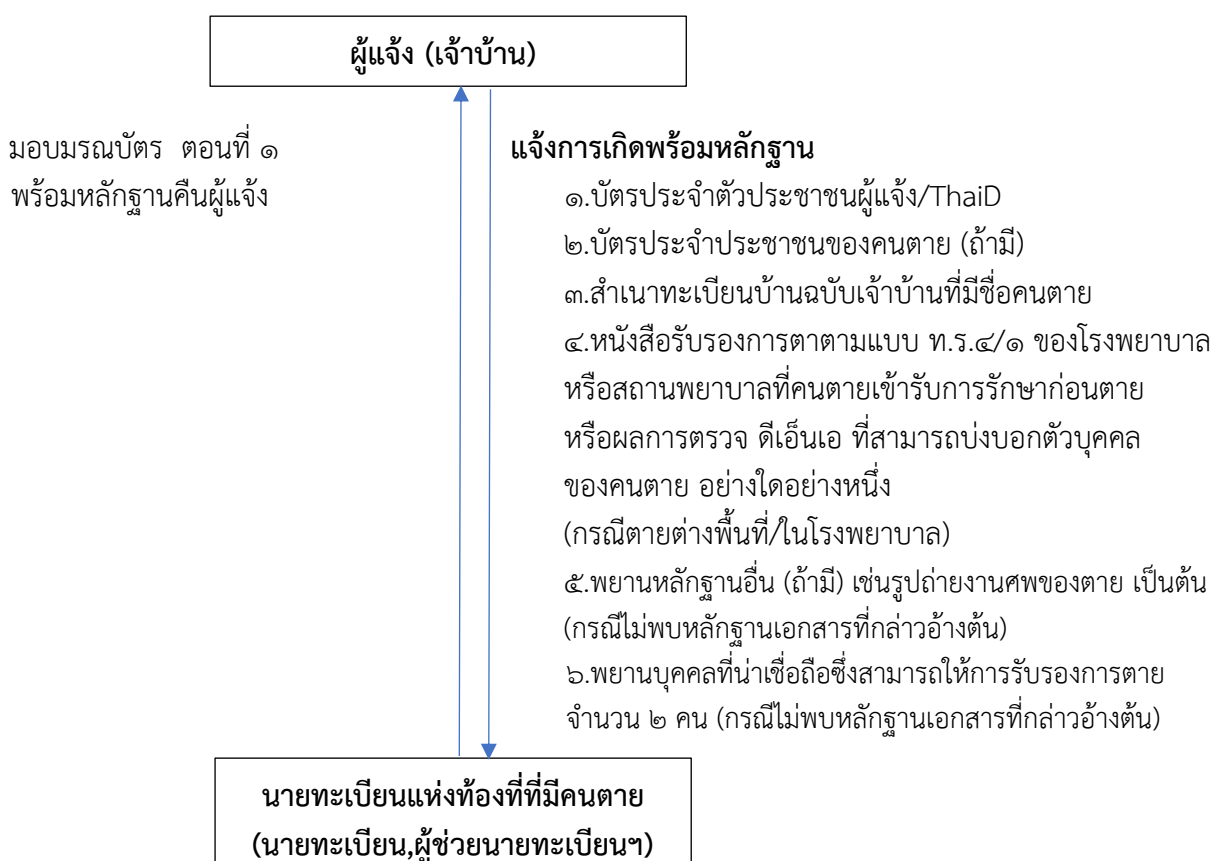 ผู้แจ้ง (เจ้าบ้าน)
มอบมรณบัตร ตอนที่ ๑
พร้อมหลักฐานคืนผู้แจ้ง
แจ้งการเกิดพร้อมหลักฐาน
๑.บัตรประจำตัวประชาชนผู้แจ้ง/ThaiD
๒.บัตรประจำประชาชนของคนตาย (ถ้ามี)
๓.สำเนาทะเบียนบ้านฉบับเจ้าบ้านที่มีชื่อคนตาย
๔.หนังสือรับรองการตาตามแบบ ท.ร.๔/๑ ของโรงพยาบาล
หรือสถานพยาบาลที่คนตายเข้ารับการรักษาก่อนตาย
หรือผลการตรวจ ดีเอ็นเอ ที่สามารถบ่งบอกตัวบุคคล
ของคนตาย อย่างใดอย่างหนึ่ง
(กรณีตายต่างพื้นที่/ในโรงพยาบาล)
๕.พยานหลักฐานอื่น (ถ้ามี) เช่นรูปถ่ายงานศพของตาย เป็นต้น
(กรณีไม่พบหลักฐานเอกสารที่กล่าวอ้างต้น)
๖.พยานบุคคลที่น่าเชื่อถือซึ่งสามารถให้การรับรองการตาย
จำนวน ๒ คน (กรณีไม่พบหลักฐานเอกสารที่กล่าวอ้างต้น)
นายทะเบียนแห่งท้องที่ที่มีคนตาย
(นายทะเบียน,ผู้ช่วยนายทะเบียนฯ)